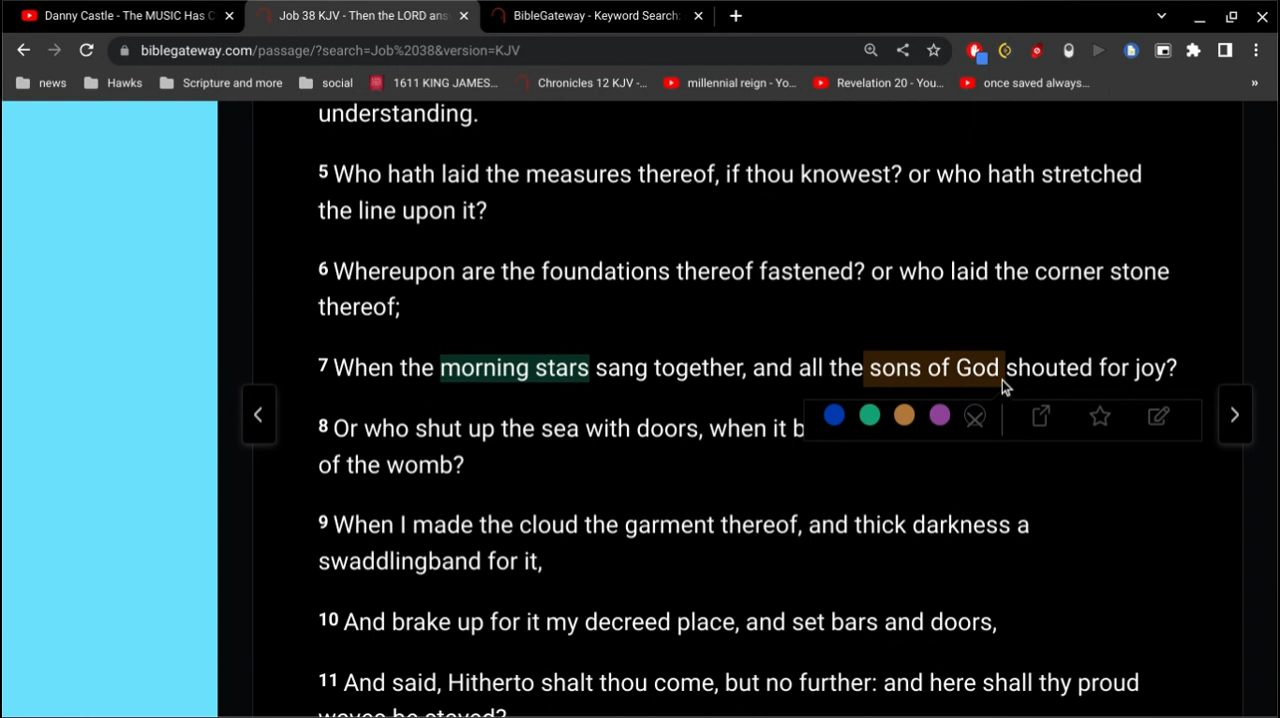 Danny Castle - The MUSIC Has C
Job 38 KJV - Then the LORD ans
BibleGateway - Keyword Search:
biblegateway.com/passage/?search=Job%2038&version=KJV
news
Hawks
Scripture and more
social
1611 KING JAMES...
Chronicles 12 KJV -...
millennial reign - Yo...
Revelation 20 - You...
once saved always...
»
understanding.
5 Who hath laid the measures thereof, if thou knowest? or who hath stretched
the line upon it?
6 Whereupon are the foundations thereof fastened? or who laid the corner stone
thereof;
7 When the morning stars sang together, and all the sons of God shouted for joy?
8 Or who shut up the sea with doors, when it b
of the womb?
9 When I made the cloud the garment thereof, and thick darkness a
swaddlingband for it,
10 And brake up for it my decreed place, and set bars and doors,
11 And said, Hitherto shalt thou come, but no further: and here shall thy proud
waves be stayed?